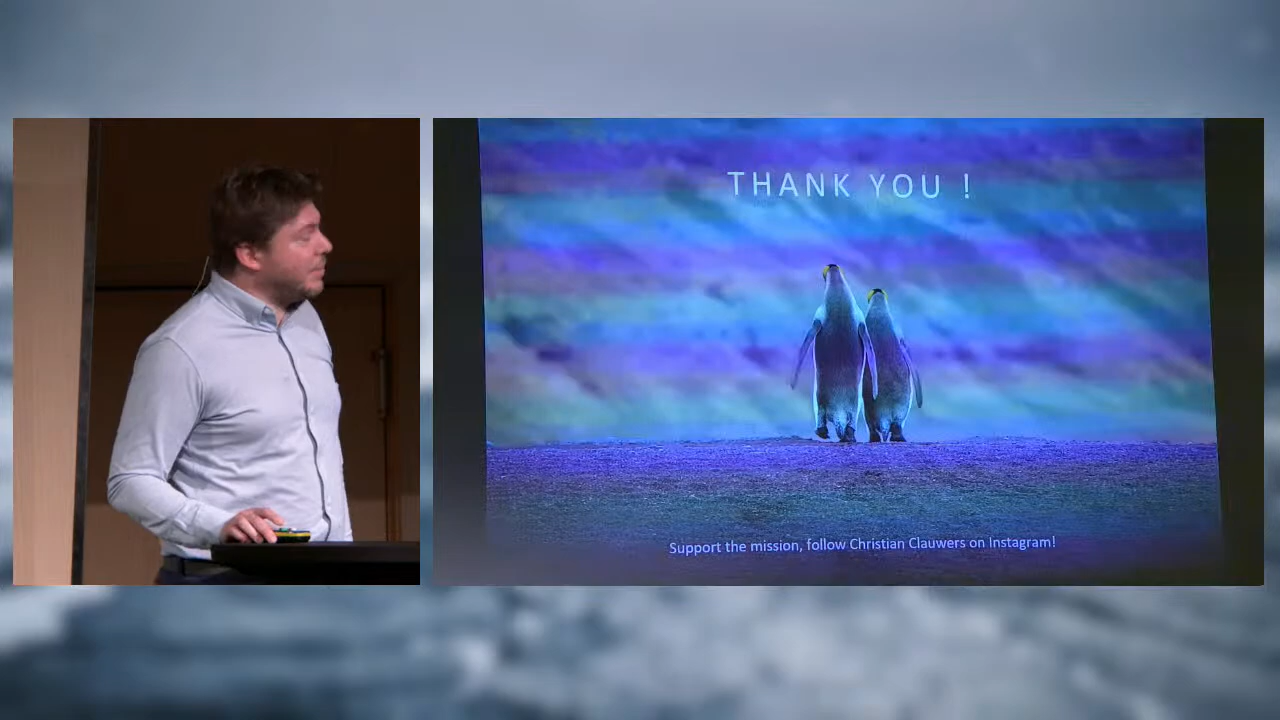 THANK YOU !
Support the mission, follow Christian Clauwers on Instagram!